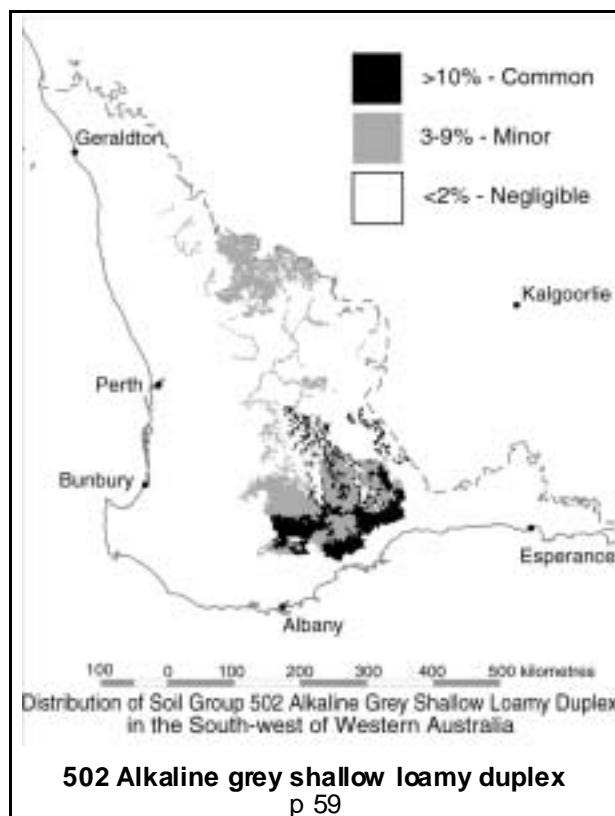 >10% - Common
Geraldton
3-9% - Minor
<2% - Negligible
Kalgoorlie
Perth
Bunbury
Esperance
Albany
100 0 100 200 300 400 500 kilometres
Distribution of Soil Group 502 Alkaline Grey Shallow Loamy Duplex
in the South-west of Western Australia
502 Alkaline grey shallow loamy duplex
p 59